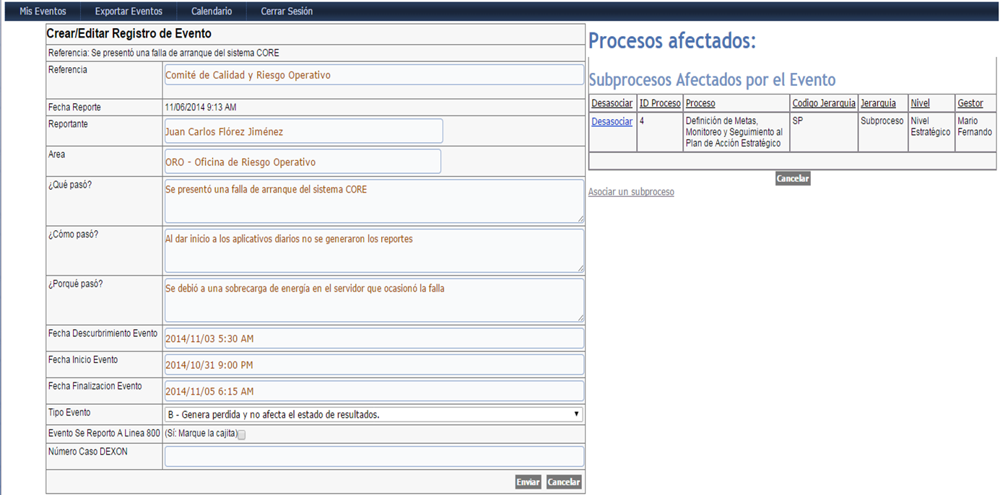 Mis Eventos Exportar Eventos Calendario Cerrar Sesión
Crear/Editar Registro de Evento
Referencia: Se presentó una falla de arranque del sistema CORE
Referencia Comité de Calidad y Riesgo Operativo
Fecha Reporte 11/06/2014 9:13 AM
Reportante Juan Carlos Flórez Jiménez
Area ORO - Oficina de Riesgo Operativo
¿Qué pasó? Se presentó una falla de arranque del sistema CORE
¿Cómo pasó? Al dar inicio a los aplicativos diarios no se generaron los reportes
¿Porqué pasó? Se debió a una sobrecarga de energía en el servidor que ocasionó la falla
Fecha Descurbrimiento Evento 2014/11/03 5:30 AM
Fecha Inicio Evento 2014/10/31 9:00 PM
Fecha Finalizacion Evento 2014/11/05 6:15 AM
Tipo Evento B - Genera perdida y no afecta el estado de resultados.
Evento Se Reporto A Linea 800 (Sí: Marque la cajita)
Número Caso DEXON
Enviar Cancelar
Procesos afectados:
Subprocesos Afectados por el Evento
Desasociar ID Proceso Proceso Codigo Jerarquia Jerarquia Nivel Gestor
Desasociar 4 Definición de Metas, SP Subproceso Nivel Mario
Monitoreo y Seguimiento al Estratégico Fernando
Plan de Acción Estratégico
Cancelar
Asociar un subproceso